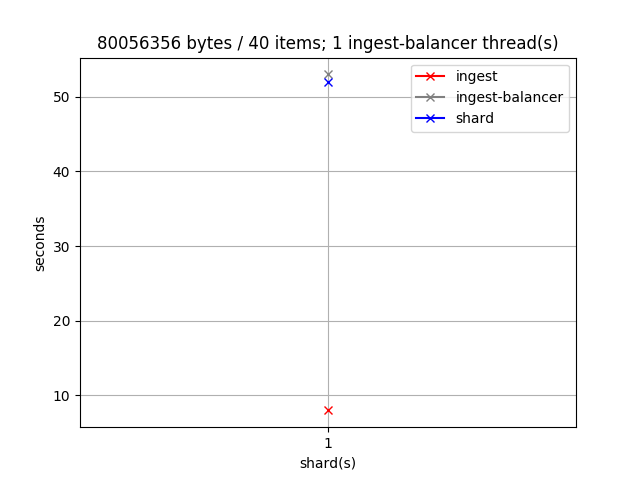 80056356 bytes / 40 items; 1 ingest-balancer thread(s)
ingest
ingest-balancer
shard
50
40
30
20
10
seconds
1
shard(s)